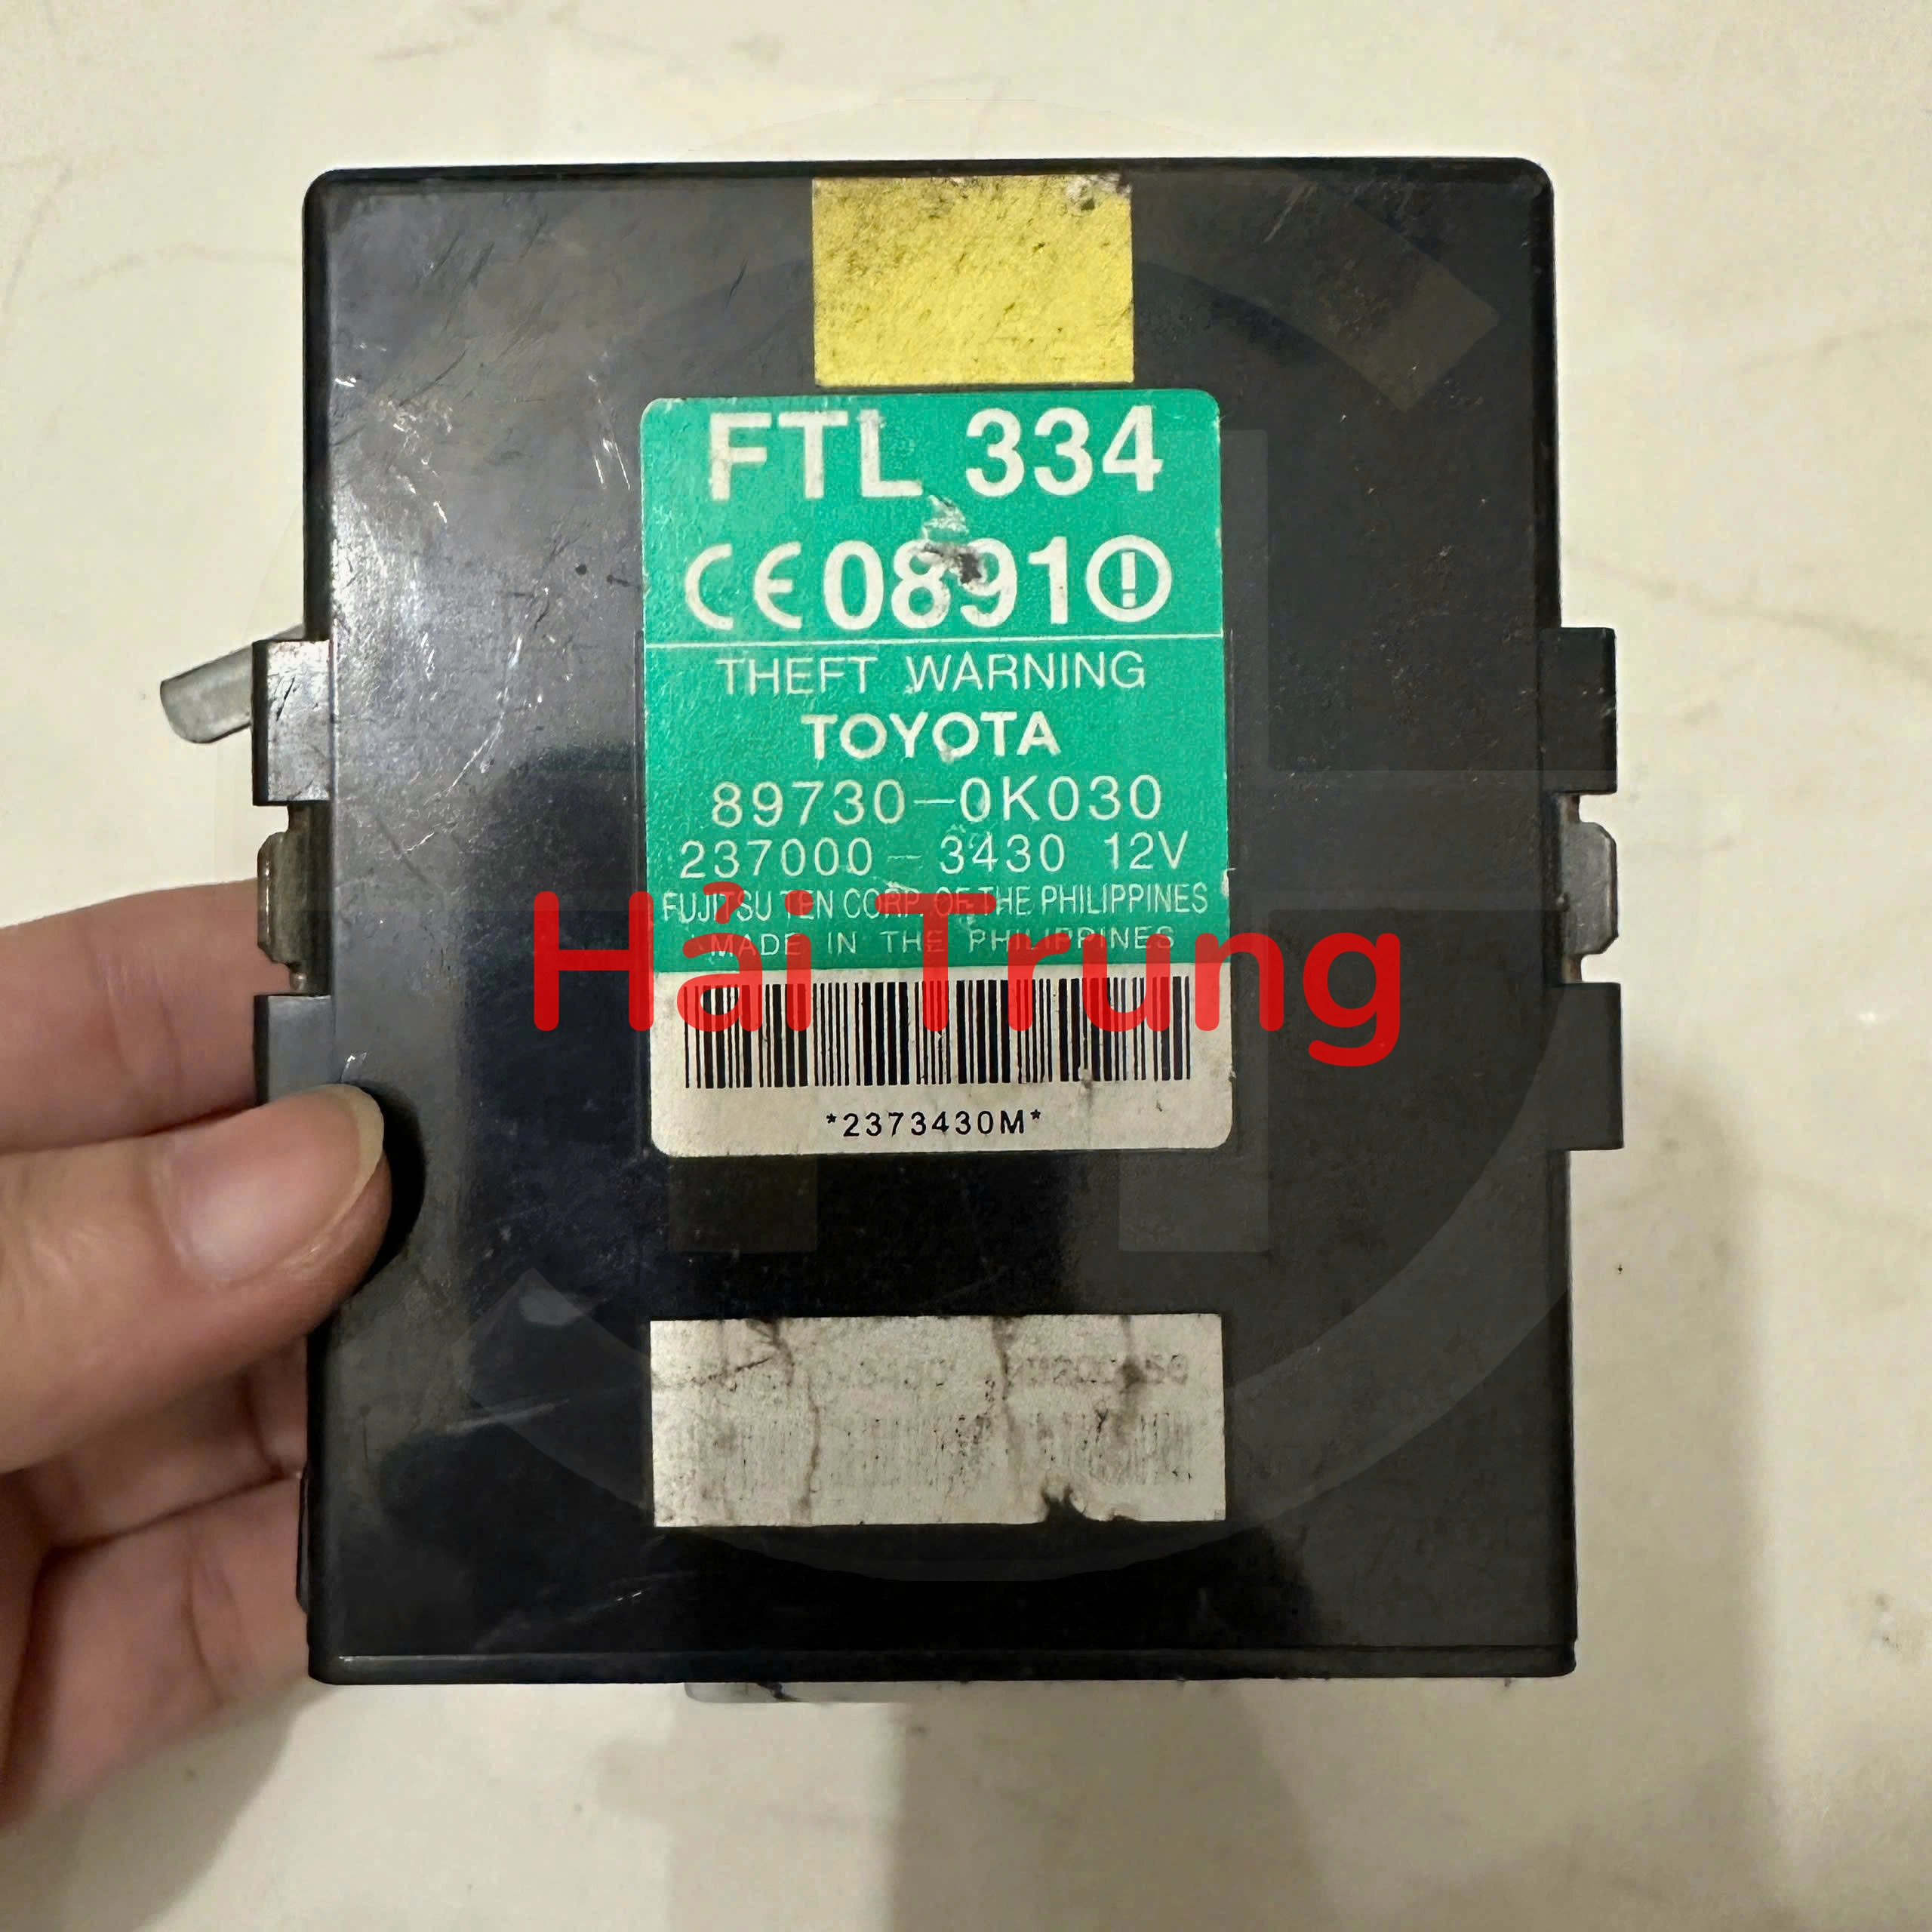 FTL 334
CE0891
THEFT WARNING
TOYOTA
89730-0K030
237000-3430 12V
FUJITSU TEN CORP. OF THE PHILIPPINES
MADE IN THE PHILIPPINES
Hải Trung
*2373430M*